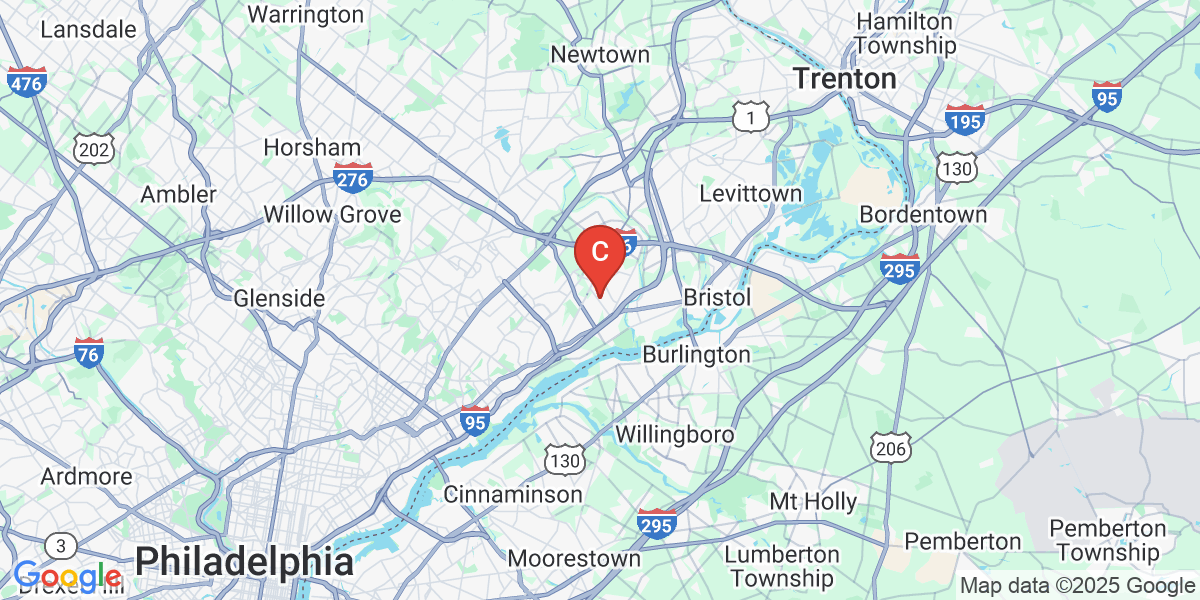 Lansdale
Warrington
Newtown
Hamilton
Township
Trenton
476
95
1
195
202
Horsham
130
276
Ambler
Levittown
Willow Grove
Bordentown
C
6
295
Glenside
Bristol
76
Burlington
95
Willingboro
206
130
Ardmore
Cinnaminson
Mt Holly
295
3
Philadelphia
Moorestown
Lumberton
Township
Pemberton
Pemberton
Township
Google
Drexel Hill
Map data ©2025 Google